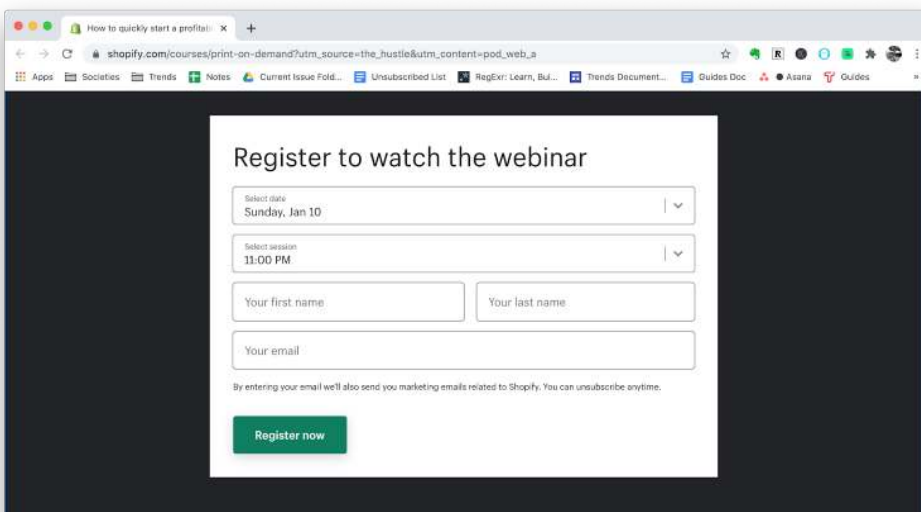 How to quickly start a profitab
shopify.com/courses/print-on-demand?utm_source=the_hustle&utm_content=pod_web_a
Apps Societies Trends Notes Current Issue Fold... Unsubscribed List RegExr: Learn, Bui... Trends Document... Guides Doc Asana Guides »
Register to watch the webinar
Select date
Sunday, Jan 10
Select session
11:00 PM
Your first name Your last name
Your email
By entering your email we'll also send you marketing emails related to Shopify. You can unsubscribe anytime.
Register now